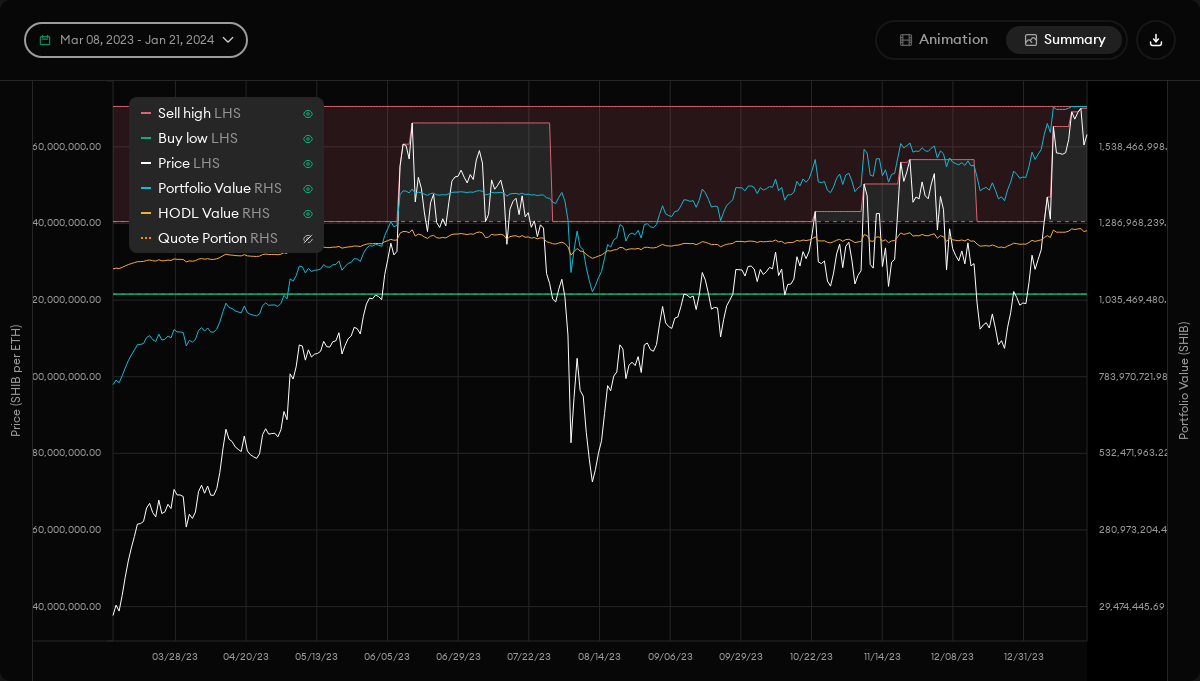 Mar 08, 2023 - Jan 21, 2024
Animation
Summary
Sell high LHS
Buy low LHS
Price LHS
Portfolio Value RHS
HODL Value RHS
Quote Portion RHS
60,000,000.00
40,000,000.00
20,000,000.00
00,000,000.00
80,000,000.00
60,000,000.00
40,000,000.00
Price (SHIB per ETH)
1,538,466,998.
1,286,968,239.
1,035,469,480.
783,970,721.98
532,471,963.22
280,973,204.4
29,474,445.69
Portfolio Value (SHIB)
03/28/23
04/20/23
05/13/23
06/05/23
06/29/23
07/22/23
08/14/23
09/06/23
09/29/23
10/22/23
11/14/23
12/08/23
12/31/23